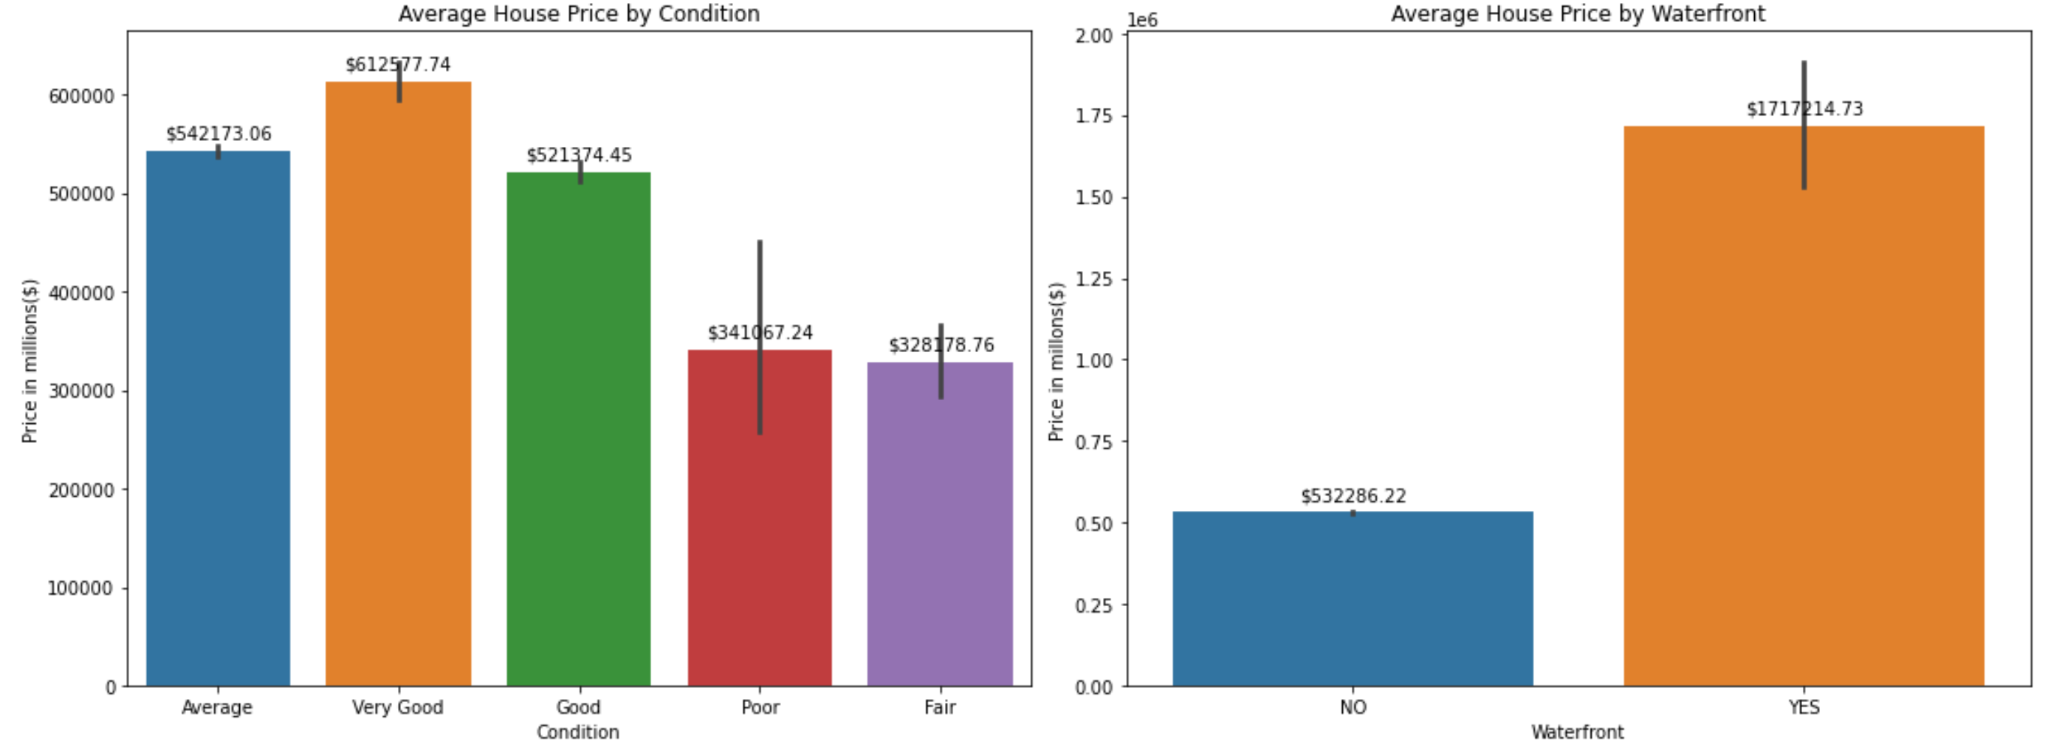 Average House Price by Condition
$612577.74
600000
$542173.06
$521374.45
500000
400000
$341067.24
$328178.76
300000
200000
100000
0
Price in millions($)
Average Very Good Good Poor Fair
Condition
Average House Price by Waterfront
1e6
2.00
1.75
$1717214.73
1.50
1.25
1.00
0.75
$532286.22
0.50
0.25
0.00
Price in millons($)
NO YES
Waterfront